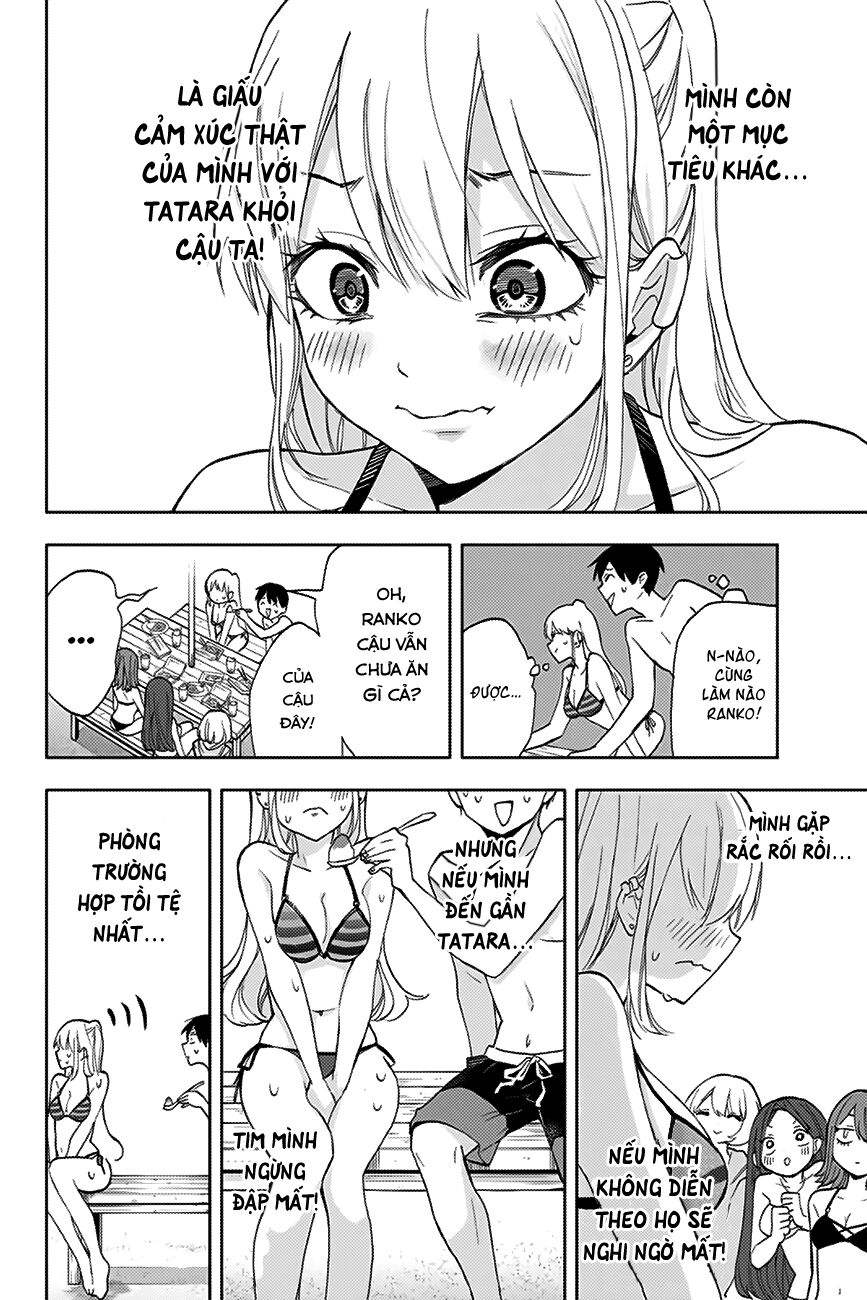 MÌNH CÒN
MỘT MỤC
TIÊU KHÁC...
LÀ GIẤU
CẢM XÚC THẬT
CỦA MÌNH VỚI
TATARA KHỎI
CẬU TA!
N-NÀO,
CÙNG
LÀM NÀO
RANKO!
ĐƯỢC...
OH,
RANKO
CẬU VẪN
CHƯA ĂN
GÌ CẢ?
CỦA
CẬU
ĐÂY!
...
MÌNH GẶP
RẮC RỐI RỒI...
NẾU MÌNH
KHÔNG DIỄN
THEO HỌ SẼ
NGHI NGỜ MẤT!
NHƯNG
NẾU MÌNH
ĐẾN GẦN
TATARA...
TIM MÌNH
NGỪNG
ĐẬP MẤT!
PHÒNG
TRƯỜNG
HỢP TỒI TỆ
NHẤT...